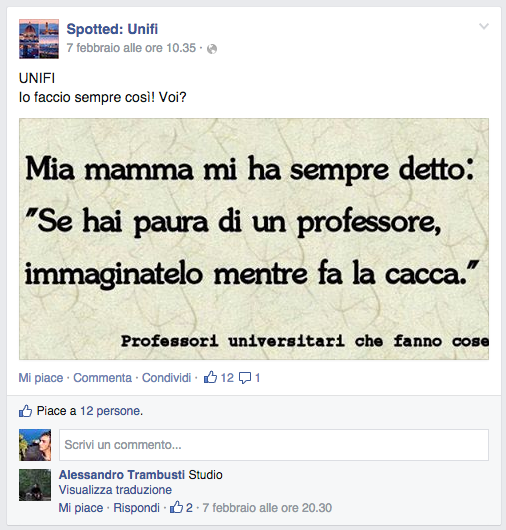 Spotted: Unifi
7 febbraio alle ore 10.35 ·
UNIFI
Io faccio sempre così! Voi?
Mia mamma mi ha sempre detto:
"Se hai paura di un professore,
immaginatelo mentre fa la cacca."
Professori universitari che fanno cose
Mi piace · Commenta · Condividi · 12 1
Piace a 12 persone.
Scrivi un commento...
Alessandro Trambusti Studio
Visualizza traduzione
Mi piace · Rispondi · 2 · 7 febbraio alle ore 20.30